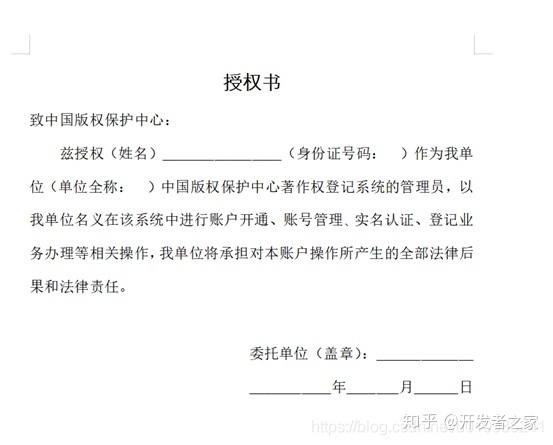 授权书
致中国版权保护中心：
兹授权（姓名）_________________（身份证号码：　）作为我单
位（单位全称：　）中国版权保护中心著作权登记系统的管理员，以
我单位名义在该系统中进行账户开通、账号管理、实名认证、登记业
务办理等相关操作，我单位将承担对本账户操作所产生的全部法律后
果和法律责任。
委托单位（盖章）：______________
____________年________月______日
知乎 @开发者之家